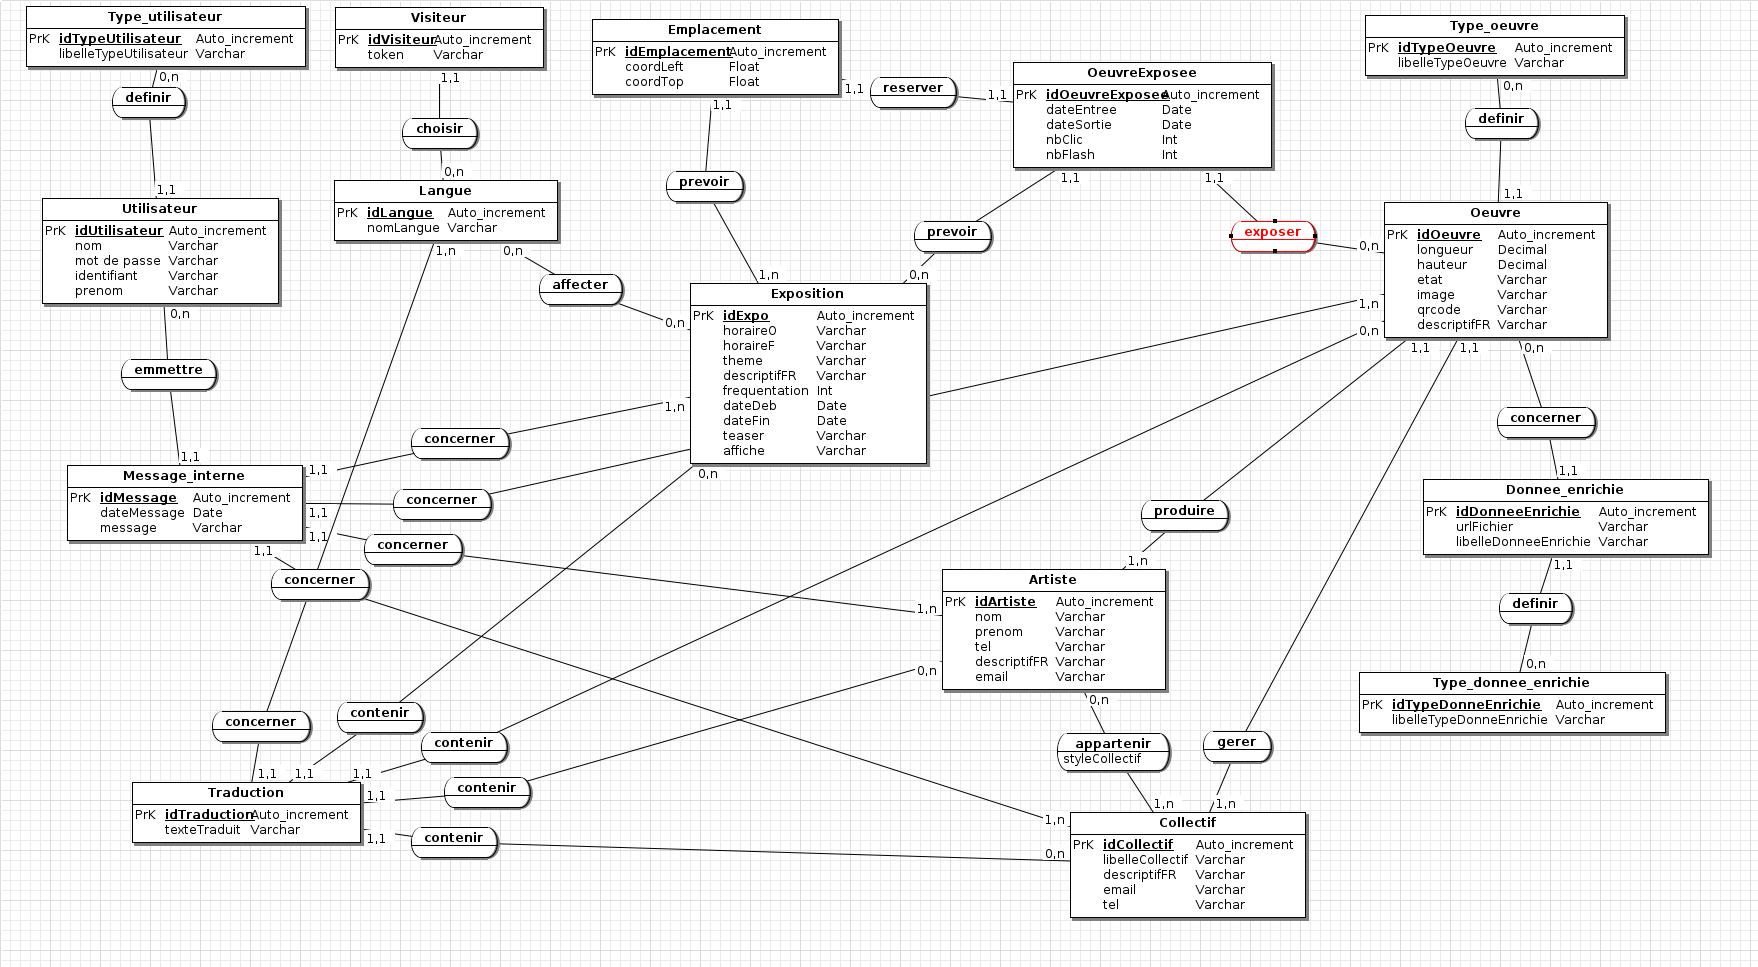 Type_utilisateur
PrK idTypeUtilisateur Auto_increment
libelleTypeUtilisateur Varchar
0,n
definir
1,1
Utilisateur
PrK idUtilisateur Auto_increment
nom Varchar
mot de passe Varchar
identifiant Varchar
prenom Varchar
0,n
emmettre
1,1
Message_interne
PrK idMessage Auto_increment
dateMessage Date
message Varchar
Visiteur
PrK idVisiteur Auto_increment
token Varchar
1,1
choisir
0,n
Langue
PrK idLangue Auto_increment
nomLangue Varchar
1,n
0,n
affecter
0,n
Emplacement
PrK idEmplacement Auto_increment
coordLeft Float
coordTop Float
1,1
reserver
1,1
1,1
prevoir
1,n
OeuvreExposee
PrK idOeuvreExposee Auto_increment
dateEntree Date
dateSortie Date
nbClic Int
nbFlash Int
1,1
prevoir
0,n
1,1
exposer
0,n
Type_oeuvre
PrK idTypeOeuvre Auto_increment
libelleTypeOeuvre Varchar
0,n
definir
1,1
Oeuvre
PrK idOeuvre Auto_increment
longueur Decimal
hauteur Decimal
etat Varchar
image Varchar
qrcode Varchar
descriptifFR Varchar
1,n
0,n
1,1
1,1
0,n
Exposition
PrK idExpo Auto_increment
horaireO Varchar
horaireF Varchar
theme Varchar
descriptifFR Varchar
frequentation Int
dateDeb Date
dateFin Date
teaser Varchar
affiche Varchar
1,n
0,n
1,1
concerner
1,1
concerner
1,1
concerner
1,n
1,1
concerner
1,n
concerner
1,1
contenir
1,1
contenir
1,1
contenir
0,n
1,1
contenir
0,n
1,1
Traduction
PrK idTraduction Auto_increment
texteTraduit Varchar
produire
1,n
Artiste
PrK idArtiste Auto_increment
nom Varchar
prenom Varchar
tel Varchar
descriptifFR Varchar
email Varchar
0,n
appartenir
styleCollectif
1,n
gerer
1,n
Collectif
PrK idCollectif Auto_increment
libelleCollectif Varchar
descriptifFR Varchar
email Varchar
tel Varchar
concerner
1,1
Donnee_enrichie
PrK idDonneeEnrichie Auto_increment
urlFichier Varchar
libelleDonneeEnrichie Varchar
1,1
definir
0,n
Type_donnee_enrichie
PrK idTypeDonneEnrichie Auto_increment
libelleTypeDonneEnrichie Varchar